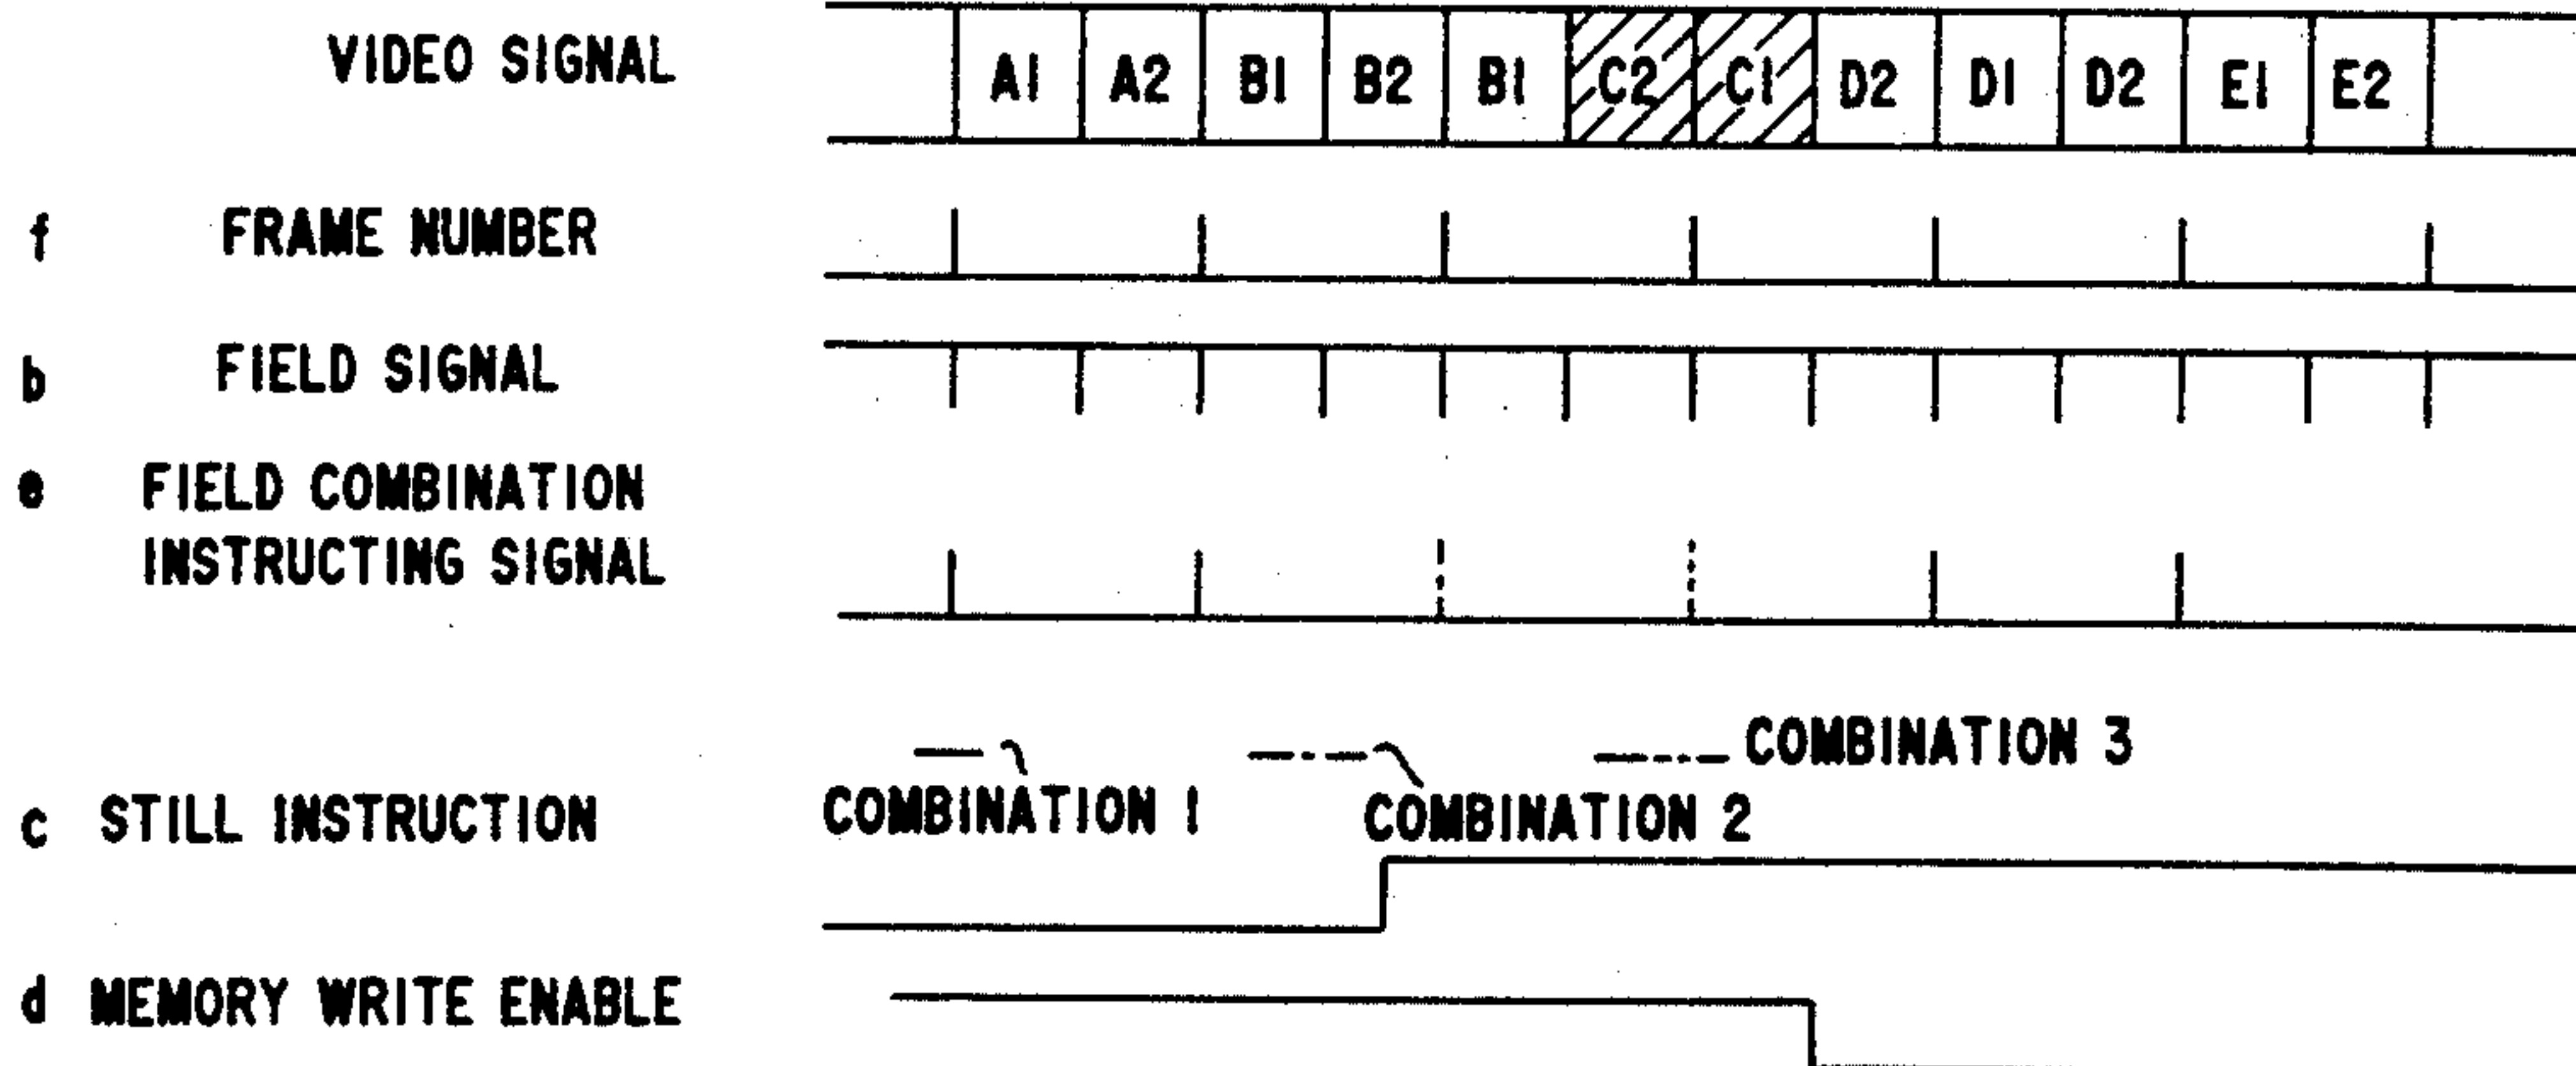 VIDEO SIGNAL A1 A2 B1 B2 B1 C2 C1 D2 D1 D2 E1 E2
f FRAME NUMBER
b FIELD SIGNAL
e FIELD COMBINATION
INSTRUCTING SIGNAL
COMBINATION 3
c STILL INSTRUCTION COMBINATION 1 COMBINATION 2
d MEMORY WRITE ENABLE